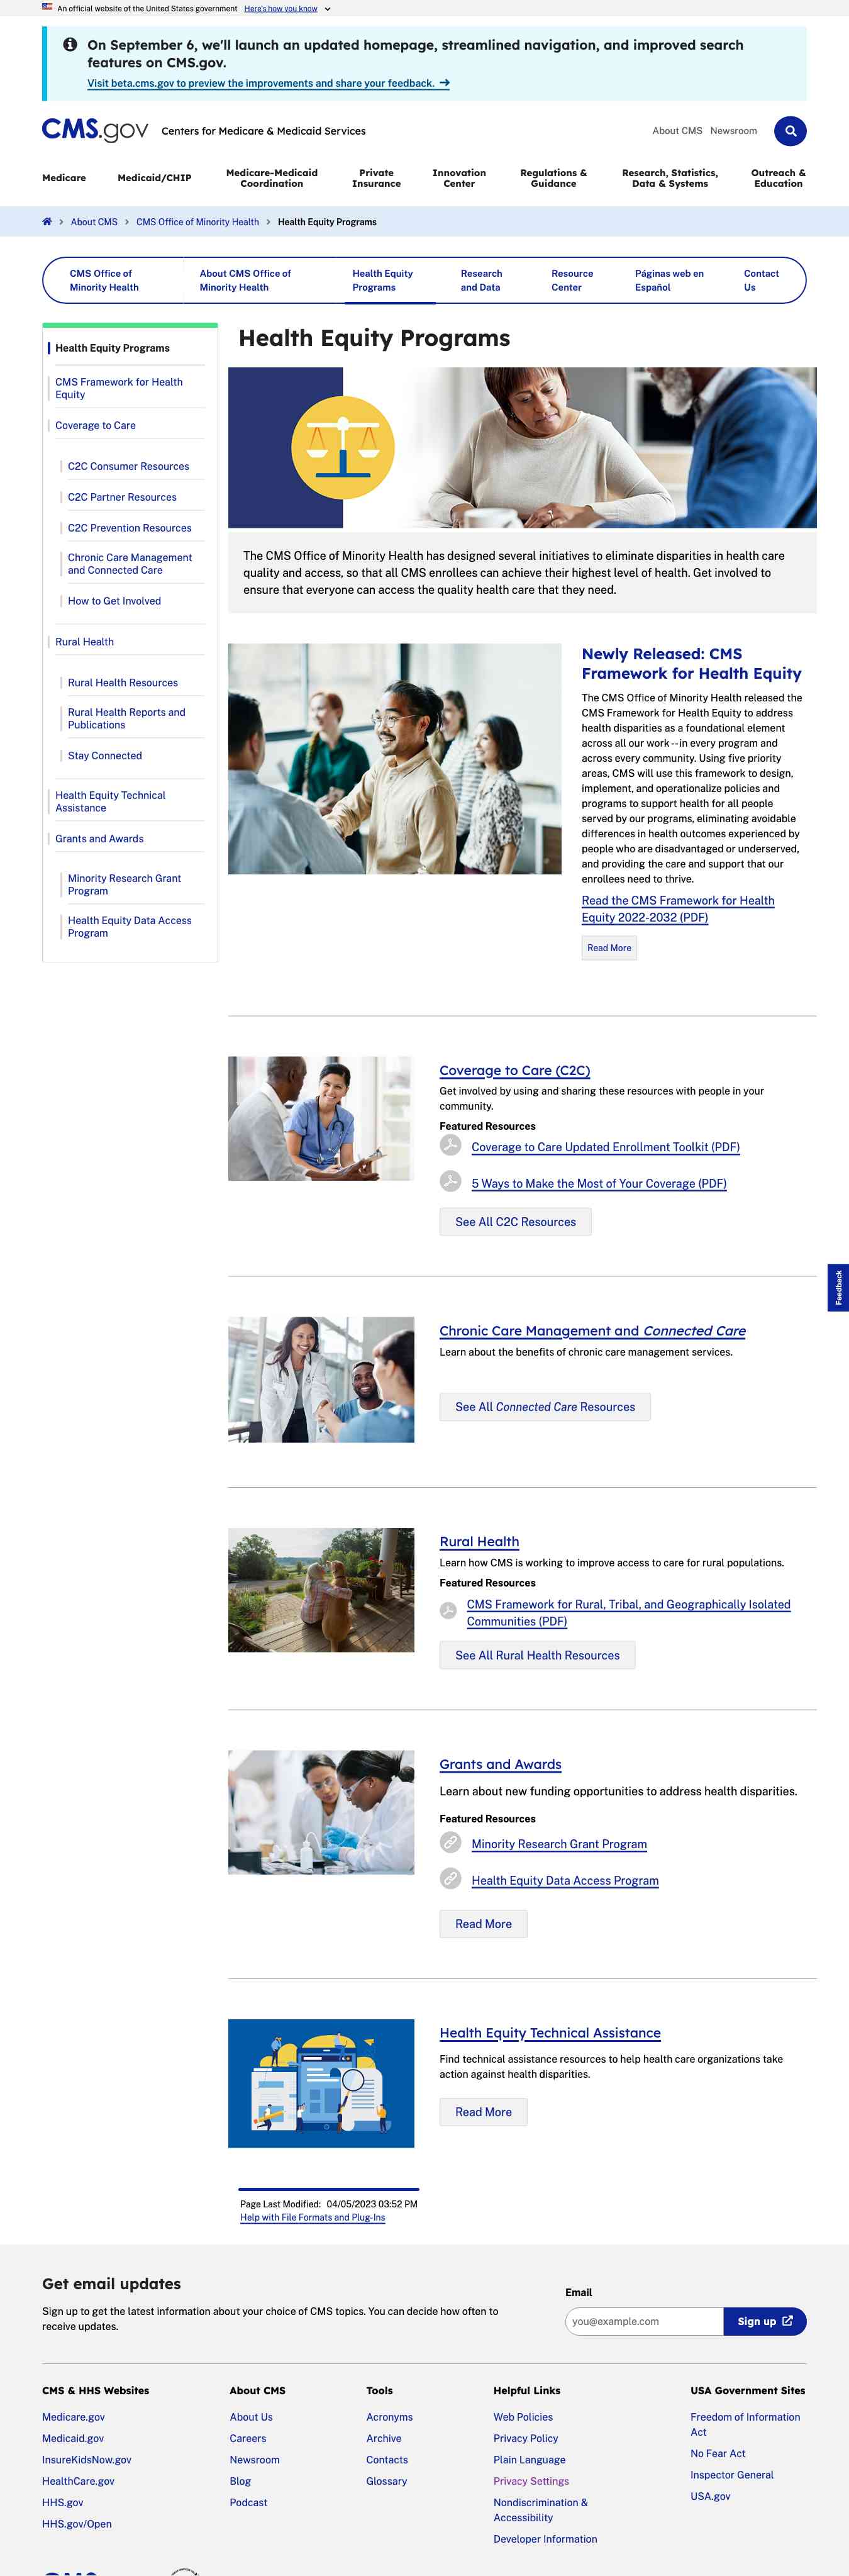 An official website of the United States government Here's how you know
On September 6, we'll launch an updated homepage, streamlined navigation, and improved search
features on CMS.gov.
Visit beta.cms.gov to preview the improvements and share your feedback.
CMS.gov Centers for Medicare & Medicaid Services
About CMS Newsroom
Medicare
Medicaid/CHIP
Medicare-Medicaid
Coordination
Private
Insurance
Innovation
Center
Regulations &
Guidance
Research, Statistics,
Data & Systems
Outreach &
Education
About CMS > CMS Office of Minority Health > Health Equity Programs
CMS Office of
Minority Health
About CMS Office of
Minority Health
Health Equity
Programs
Research
and Data
Resource
Center
Páginas web en
Español
Contact
Us
Health Equity Programs
CMS Framework for Health
Equity
Coverage to Care
C2C Consumer Resources
C2C Partner Resources
C2C Prevention Resources
Chronic Care Management
and Connected Care
How to Get Involved
Rural Health
Rural Health Resources
Rural Health Reports and
Publications
Stay Connected
Health Equity Technical
Assistance
Grants and Awards
Minority Research Grant
Program
Health Equity Data Access
Program
Health Equity Programs
The CMS Office of Minority Health has designed several initiatives to eliminate disparities in health care
quality and access, so that all CMS enrollees can achieve their highest level of health. Get involved to
ensure that everyone can access the quality health care that they need.
Newly Released: CMS
Framework for Health Equity
The CMS Office of Minority Health released the
CMS Framework for Health Equity to address
health disparities as a foundational element
across all our work--in every program and
across every community. Using five priority
areas, CMS will use this framework to design,
implement, and operationalize policies and
programs to support health for all people
served by our programs, eliminating avoidable
differences in health outcomes experienced by
people who are disadvantaged or underserved,
and providing the care and support that our
enrollees need to thrive.
Read the CMS Framework for Health
Equity 2022-2032 (PDF)
Read More
Coverage to Care (C2C)
Get involved by using and sharing these resources with people in your
community.
Featured Resources
Coverage to Care Updated Enrollment Toolkit (PDF)
5 Ways to Make the Most of Your Coverage (PDF)
See All C2C Resources
Feedback
Chronic Care Management and Connected Care
Learn about the benefits of chronic care management services.
See All Connected Care Resources
Rural Health
Learn how CMS is working to improve access to care for rural populations.
Featured Resources
CMS Framework for Rural, Tribal, and Geographically Isolated
Communities (PDF)
See All Rural Health Resources
Grants and Awards
Learn about new funding opportunities to address health disparities.
Featured Resources
Minority Research Grant Program
Health Equity Data Access Program
Read More
Health Equity Technical Assistance
Find technical assistance resources to help health care organizations take
action against health disparities.
Read More
Page Last Modified: 04/05/2023 03:52 PM
Help with File Formats and Plug-Ins
Get email updates
Sign up to get the latest information about your choice of CMS topics. You can decide how often to
receive updates.
Email
you@example.com
Sign up
CMS & HHS Websites
Medicare.gov
Medicaid.gov
InsureKidsNow.gov
HealthCare.gov
HHS.gov
HHS.gov/Open
About CMS
About Us
Careers
Newsroom
Blog
Podcast
Tools
Acronyms
Archive
Contacts
Glossary
Helpful Links
Web Policies
Privacy Policy
Plain Language
Privacy Settings
Nondiscrimination &
Accessibility
Developer Information
USA Government Sites
Freedom of Information
Act
No Fear Act
Inspector General
USA.gov